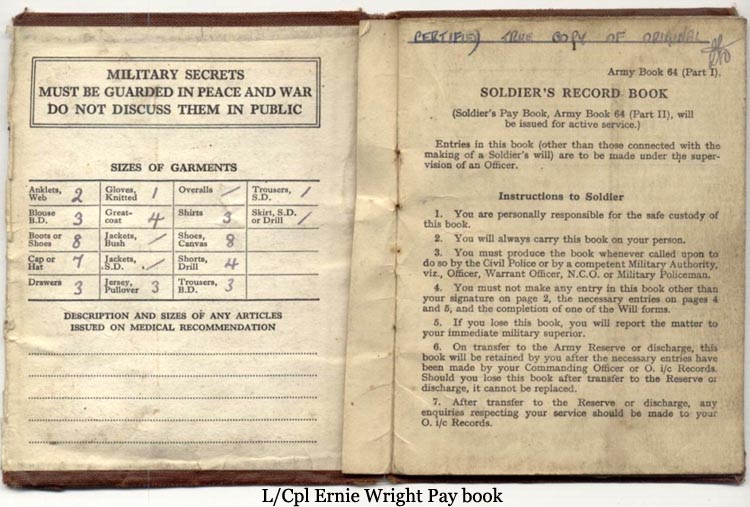 MILITARY SECRETS
MUST BE GUARDED IN PEACE AND WAR
DO NOT DISCUSS THEM IN PUBLIC
SIZES OF GARMENTS
Anklets, Web 2 Gloves, Knitted 1 Overalls / Trousers, S.D. /
Blouse B.D. 3 Great-coat 4 Shirts 3 Skirt, S.D. or Drill /
Boots or Shoes 8 Jackets, Bush / Shoes, Canvas 8
Cap or Hat 7 Jackets, S.D. / Shorts, Drill 4
Drawers 3 Jersey, Pullover 3 Trousers, B.D. 3
DESCRIPTION AND SIZES OF ANY ARTICLES
ISSUED ON MEDICAL RECOMMENDATION
CERTIFIED TRUE COPY OF ORIGINAL
Army Book 64 (Part I).
SOLDIER'S RECORD BOOK
(Soldier's Pay Book, Army Book 64 (Part II), will
be issued for active service.)
Entries in this book (other than those connected with the
making of a Soldier's will) are to be made under the super-
vision of an Officer.
Instructions to Soldier
1. You are personally responsible for the safe custody of
this book.
2. You will always carry this book on your person.
3. You must produce the book whenever called upon to
do so by the Civil Police or by a competent Military Authority,
viz., Officer, Warrant Officer, N.C.O. or Military Policeman.
4. You must not make any entry in this book other than
your signature on page 2, the necessary entries on pages 4
and 5, and the completion of one of the Will forms.
5. If you lose this book, you will report the matter to
your immediate military superior.
6. On transfer to the Army Reserve or discharge, this
book will be retained by you after the necessary entries have
been made by your Commanding Officer or O. i/c Records.
Should you lose this book after transfer to the Reserve or
discharge, it cannot be replaced.
7. After transfer to the Reserve or discharge, any
enquiries respecting your service should be made to your
O. i/c Records.
L/Cpl Ernie Wright Pay book